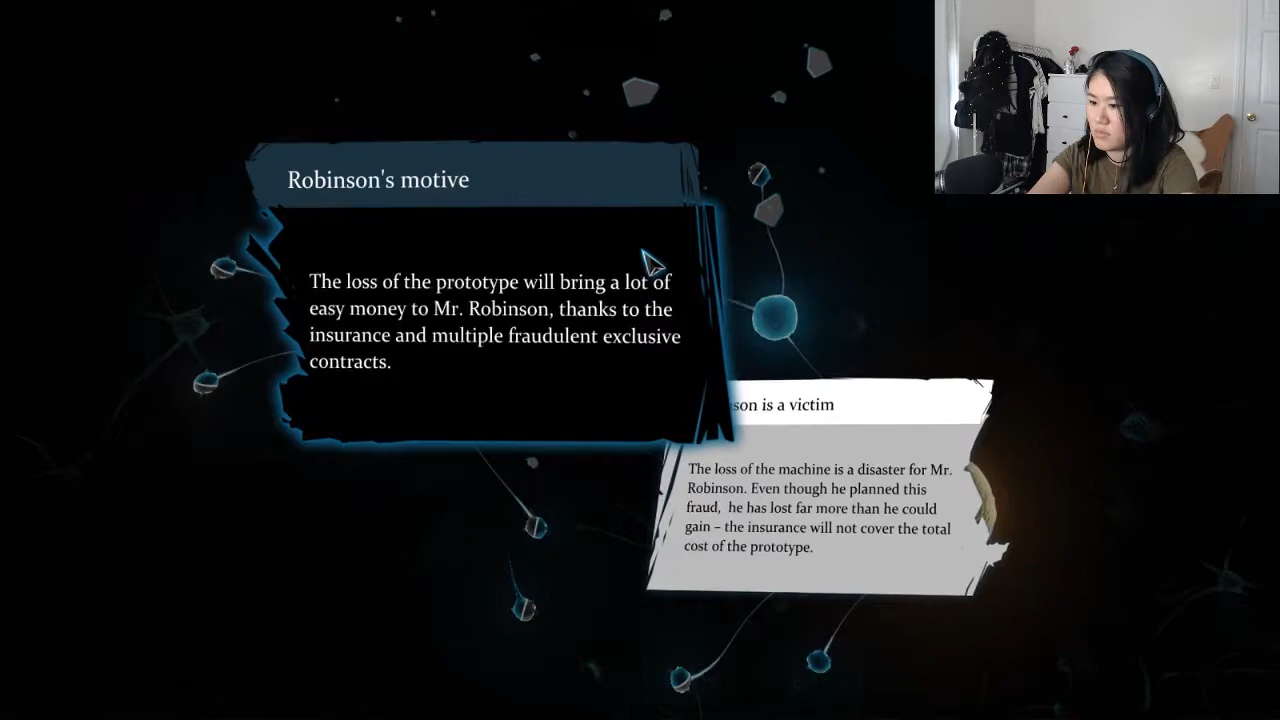 Robinson's motive
The loss of the prototype will bring a lot of
easy money to Mr. Robinson, thanks to the
insurance and multiple fraudulent exclusive
contracts.
is a victim
The loss of the machine is a disaster for Mr.
Robinson. Even though he planned this
fraud, he has lost far more than he could
gain – the insurance will not cover the total
cost of the prototype.